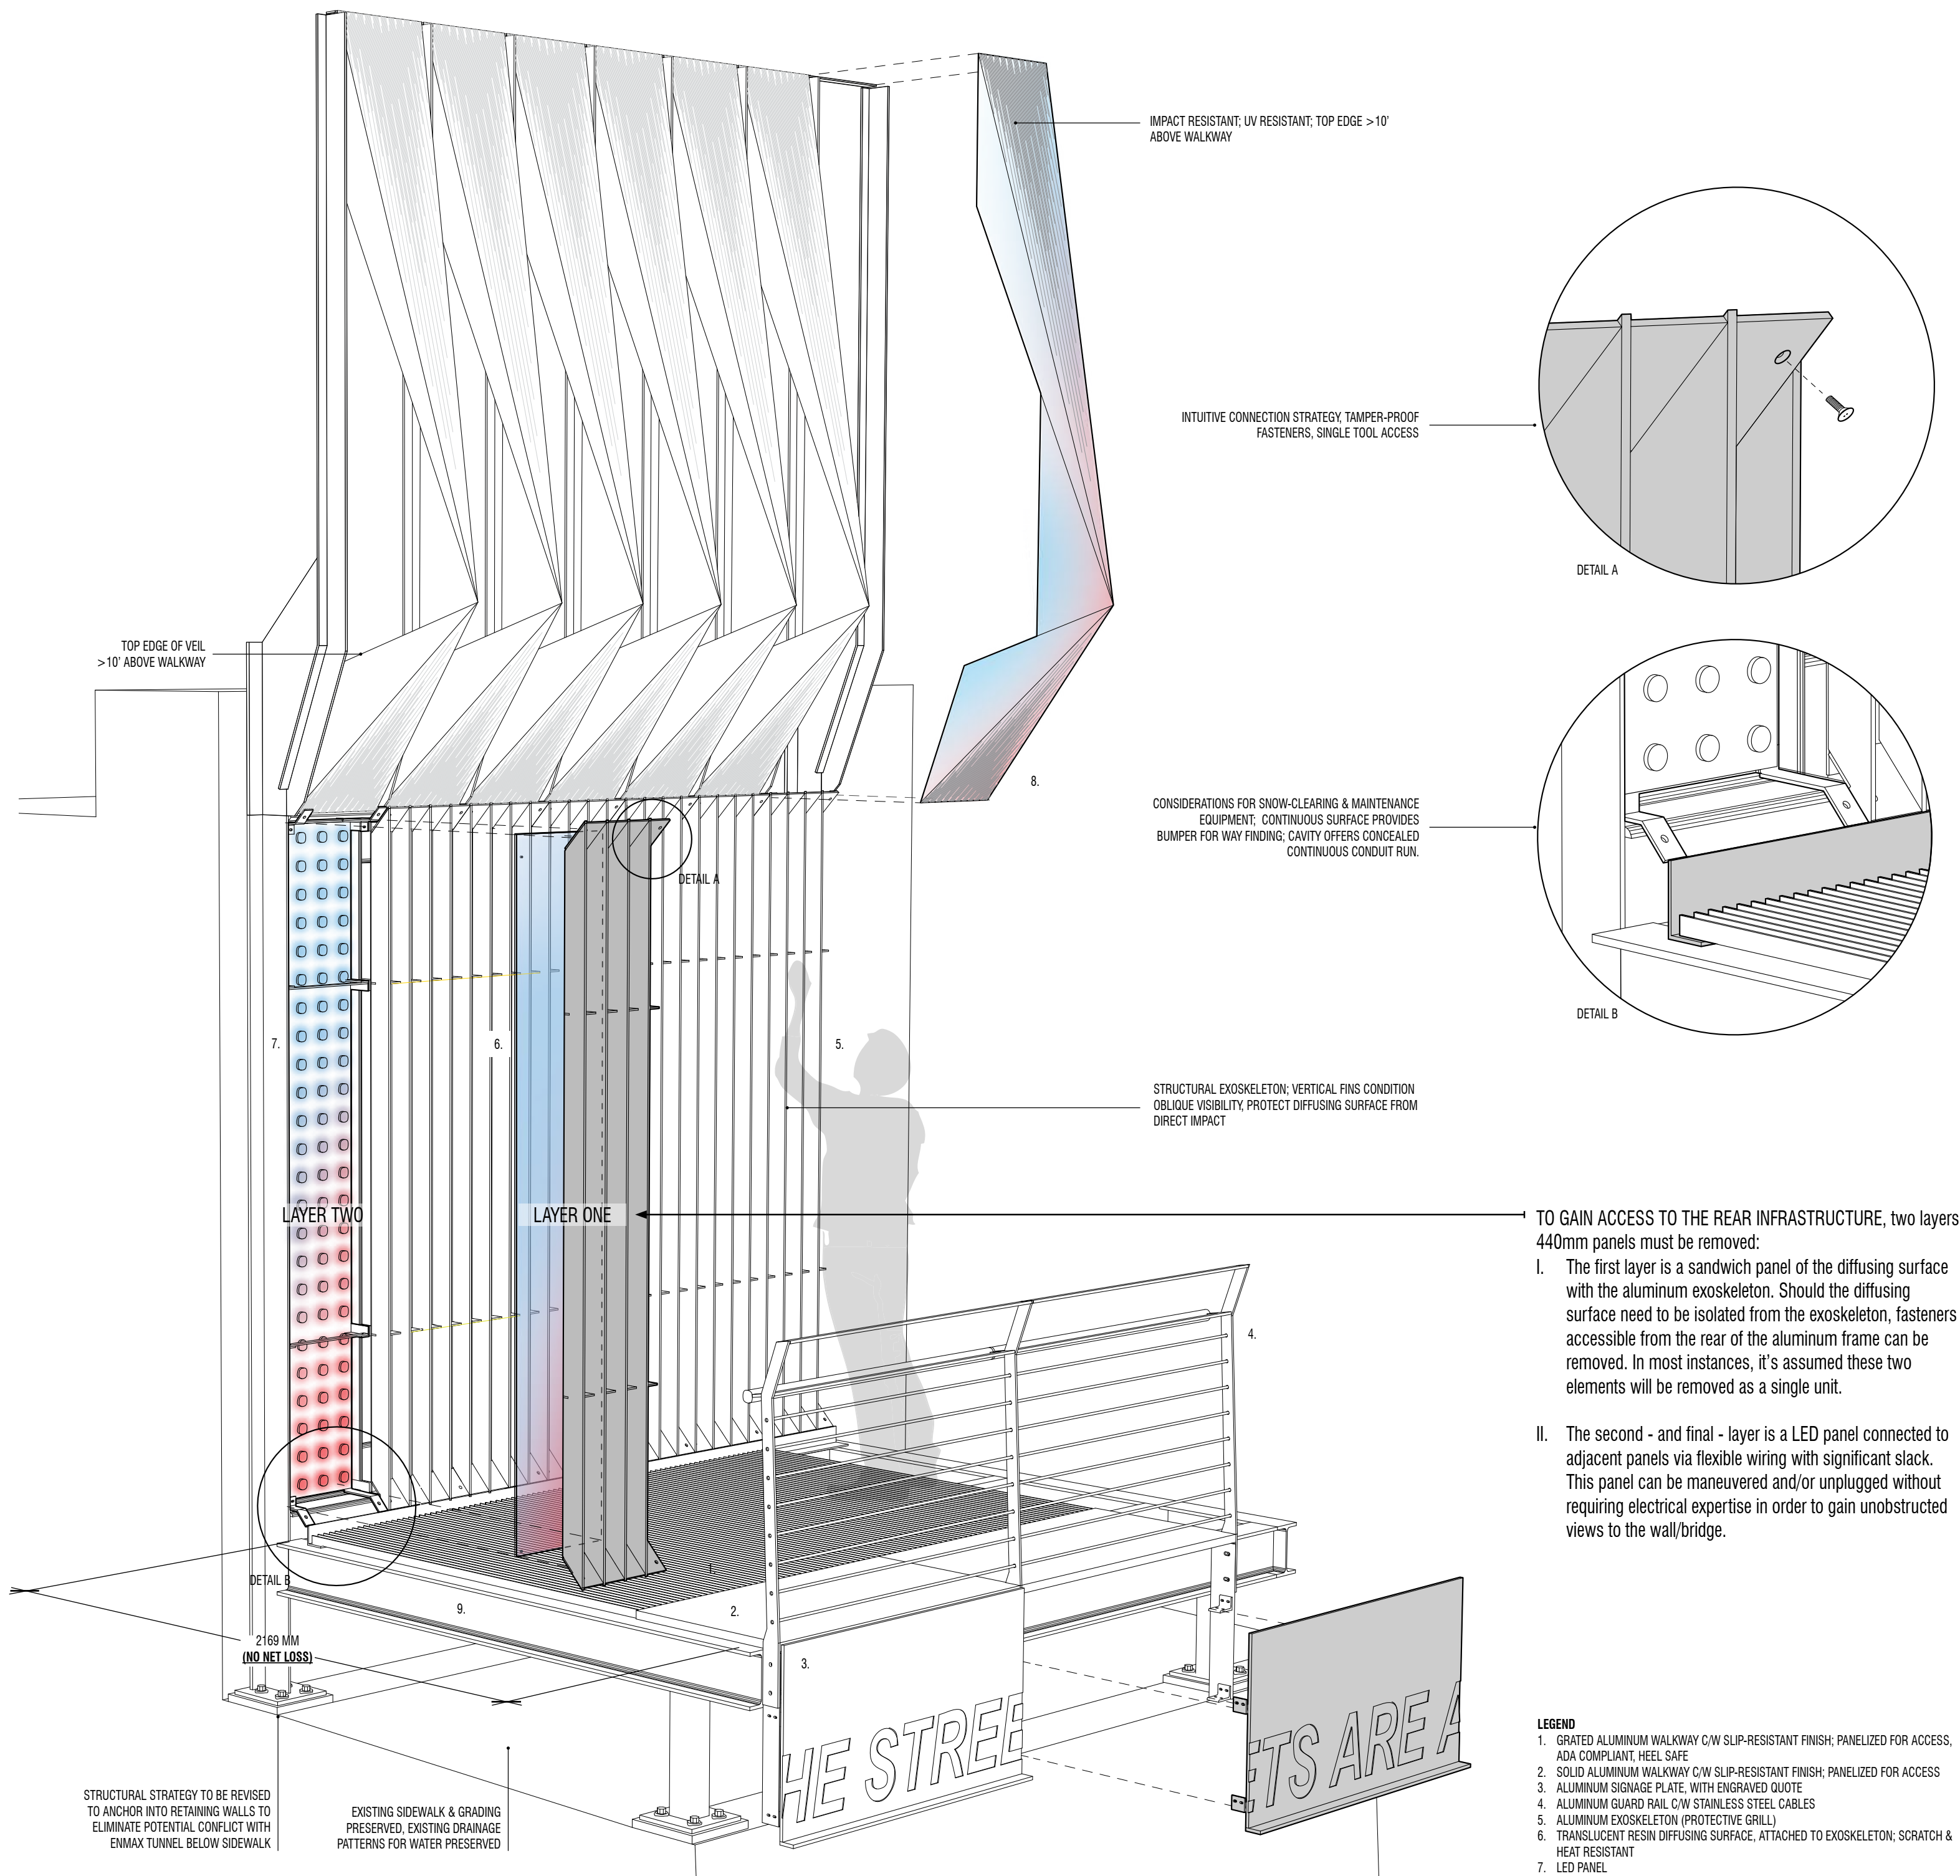 IMPACT RESISTANT; UV RESISTANT; TOP EDGE >10'
ABOVE WALKWAY
INTUITIVE CONNECTION STRATEGY, TAMPER-PROOF
FASTENERS, SINGLE TOOL ACCESS
DETAIL A
TOP EDGE OF VEIL
>10' ABOVE WALKWAY
8.
CONSIDERATIONS FOR SNOW-CLEARING & MAINTENANCE
EQUIPMENT; CONTINUOUS SURFACE PROVIDES
BUMPER FOR WAY FINDING; CAVITY OFFERS CONCEALED
CONTINUOUS CONDUIT RUN.
DETAIL A
DETAIL B
7.
6.
5.
STRUCTURAL EXOSKELETON; VERTICAL FINS CONDITION
OBLIQUE VISIBILITY, PROTECT DIFFUSING SURFACE FROM
DIRECT IMPACT
LAYER TWO
LAYER ONE
TO GAIN ACCESS TO THE REAR INFRASTRUCTURE, two layers
440mm panels must be removed:
I. The first layer is a sandwich panel of the diffusing surface
with the aluminum exoskeleton. Should the diffusing
surface need to be isolated from the exoskeleton, fasteners
accessible from the rear of the aluminum frame can be
removed. In most instances, it's assumed these two
elements will be removed as a single unit.
II. The second - and final - layer is a LED panel connected to
adjacent panels via flexible wiring with significant slack.
This panel can be maneuvered and/or unplugged without
requiring electrical expertise in order to gain unobstructed
views to the wall/bridge.
4.
DETAIL B
1.
9.
2.
2169 MM
(NO NET LOSS)
3.
HE STREE
ETS ARE A
STRUCTURAL STRATEGY TO BE REVISED
TO ANCHOR INTO RETAINING WALLS TO
ELIMINATE POTENTIAL CONFLICT WITH
ENMAX TUNNEL BELOW SIDEWALK
EXISTING SIDEWALK & GRADING
PRESERVED, EXISTING DRAINAGE
PATTERNS FOR WATER PRESERVED
LEGEND
1. GRATED ALUMINUM WALKWAY C/W SLIP-RESISTANT FINISH; PANELIZED FOR ACCESS,
ADA COMPLIANT, HEEL SAFE
2. SOLID ALUMINUM WALKWAY C/W SLIP-RESISTANT FINISH; PANELIZED FOR ACCESS
3. ALUMINUM SIGNAGE PLATE, WITH ENGRAVED QUOTE
4. ALUMINUM GUARD RAIL C/W STAINLESS STEEL CABLES
5. ALUMINUM EXOSKELETON (PROTECTIVE GRILL)
6. TRANSLUCENT RESIN DIFFUSING SURFACE, ATTACHED TO EXOSKELETON; SCRATCH &
HEAT RESISTANT
7. LED PANEL